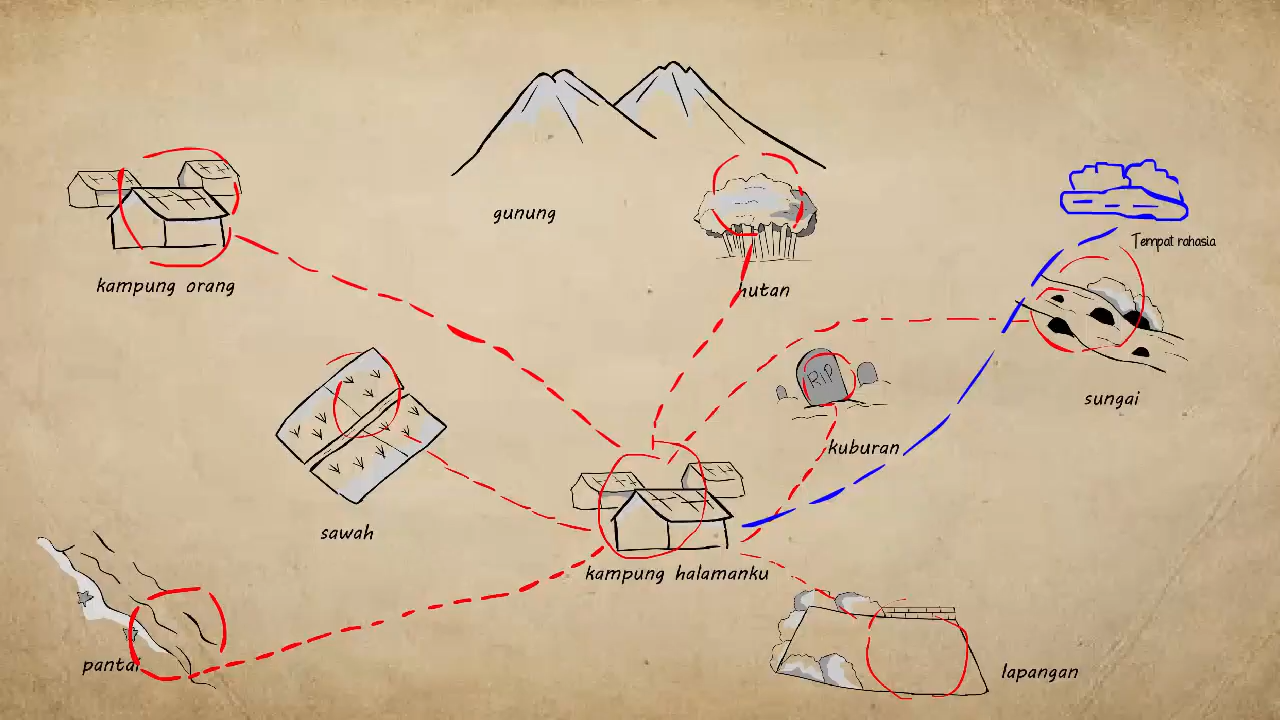 gunung
Tempat rahasia
kampung orang
hutan
sungai
RIP
kuburan
sawah
kampung halamanku
pantai
lapangan